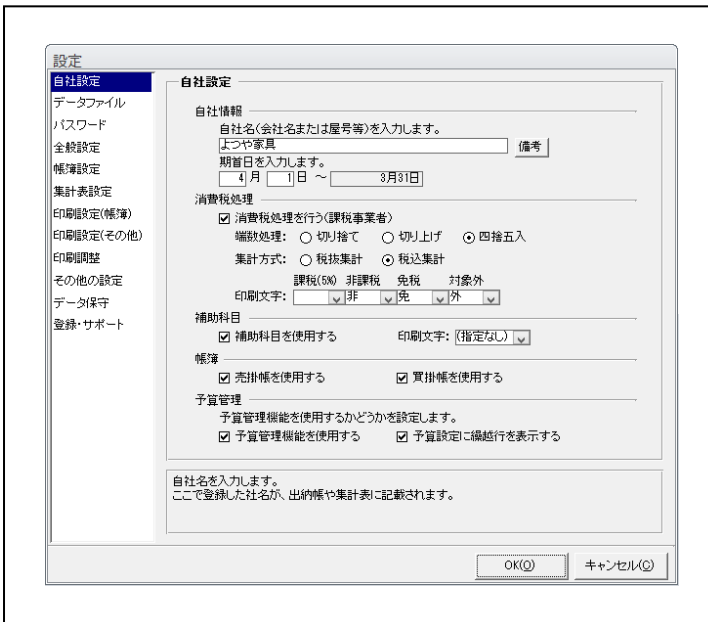 設定
自社設定
データファイル
パスワード
全般設定
帳簿設定
集計表設定
印刷設定(帳簿)
印刷設定(その他)
印刷調整
その他の設定
データ保守
登録・サポート
自社設定
自社情報
自社名(会社名または屋号等)を入力します。
よつや家具 備考
期首日を入力します。
4 月 1 日 ～ 3月31日
消費税処理
消費税処理を行う(課税事業者)
端数処理: 切り捨て 切り上げ 四捨五入
集計方式: 税抜集計 税込集計
課税(5%) 非課税 免税 対象外
印刷文字: 非 免 外
補助科目
補助科目を使用する 印刷文字: (指定なし)
帳簿
売掛帳を使用する 買掛帳を使用する
予算管理
予算管理機能を使用するかどうかを設定します。
予算管理機能を使用する 予算設定に繰越行を表示する
自社名を入力します。
ここで登録した社名が、出納帳や集計表に記載されます。
OK(O) キャンセル(C)